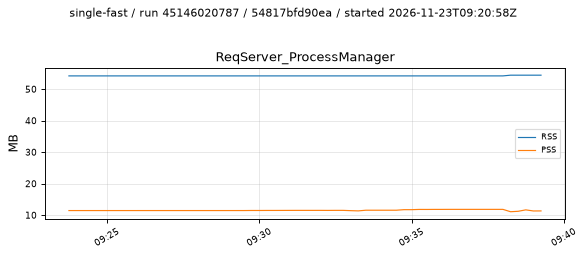 single-fast / run 45146020787 / 54817bfd90ea / started 2026-11-23T09:20:58Z
ReqServer_ProcessManager
MB
50
40
30
20
10
RSS
PSS
09:25
09:30
09:35
09:40